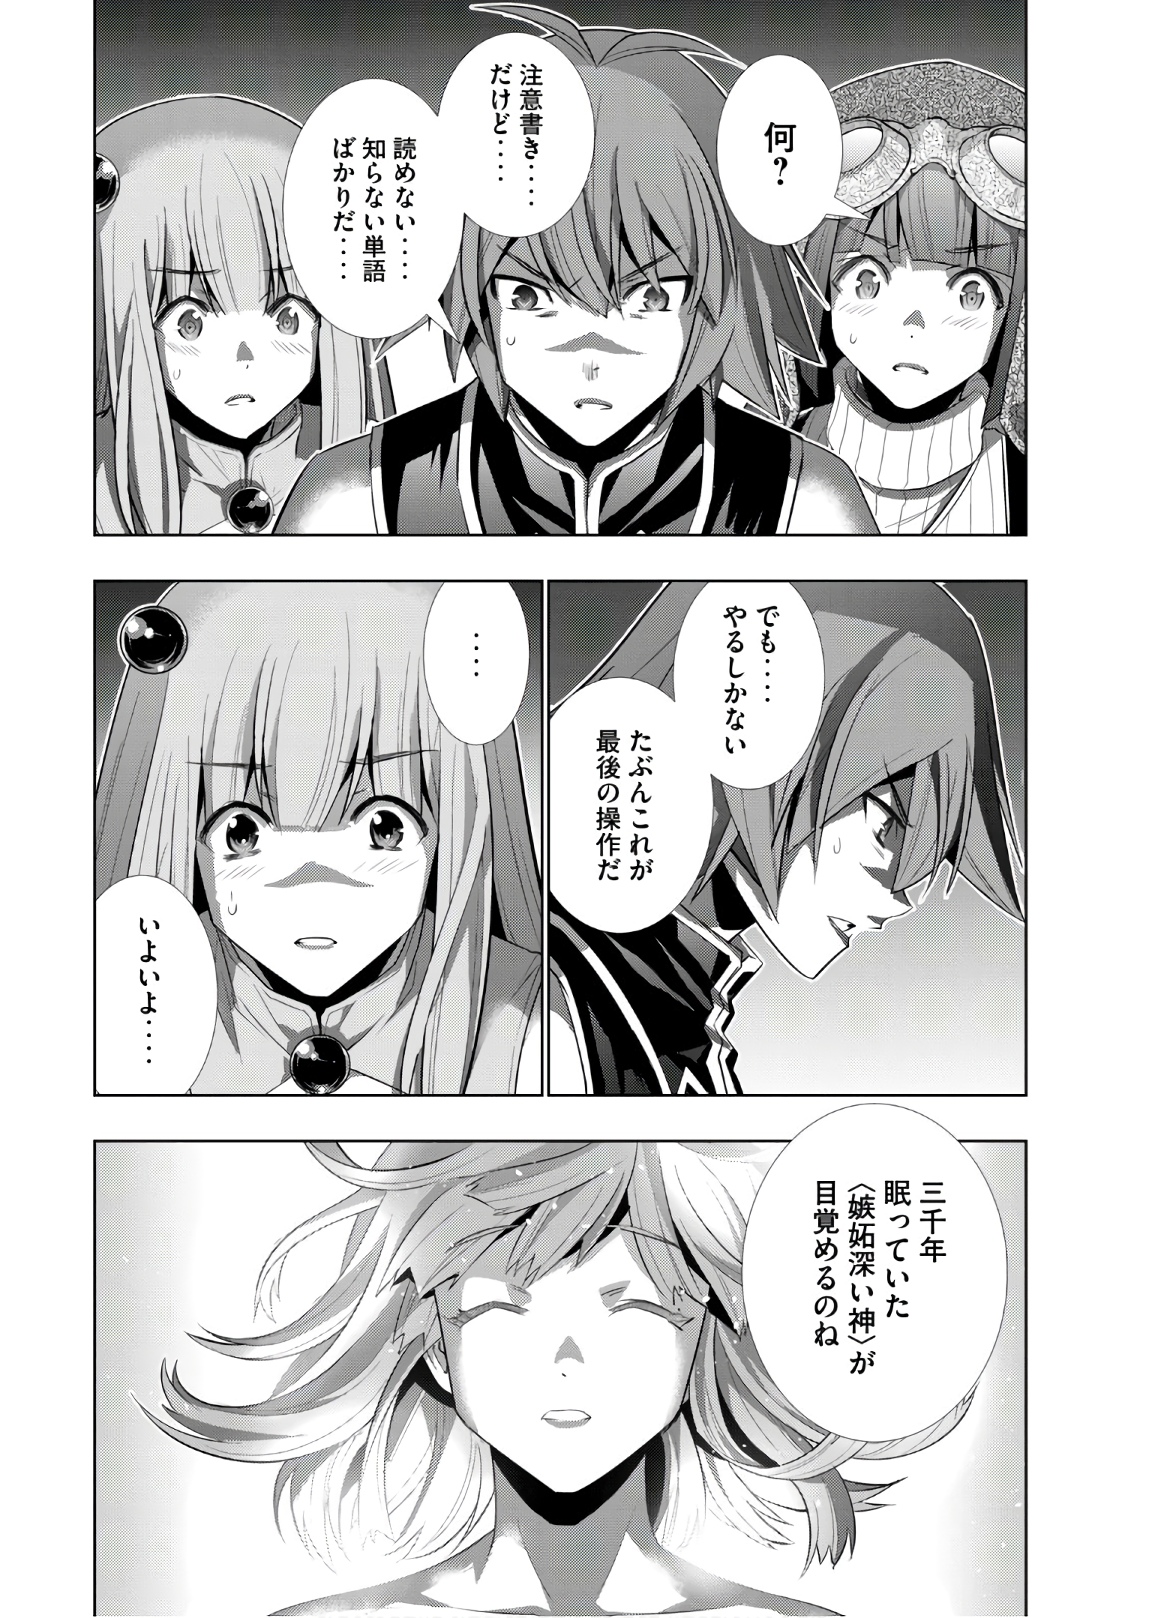 何？
注意書き‥‥
だけど‥‥
読めない‥‥
知らない単語
ばかりだ‥‥
でも‥‥
やるしかない
たぶんこれが
最後の操作だ
‥‥
いよいよ‥‥
三千年
眠っていた
〈嫉妬深い神〉が
目覚めるのね